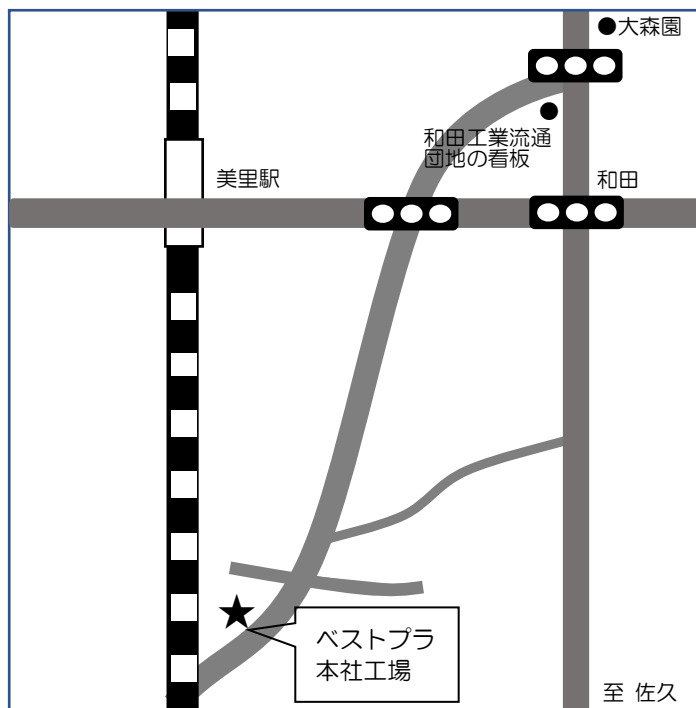 大森園
和田工業流通
団地の看板
美里駅
和田
ベストプラ
本社工場
至 佐久